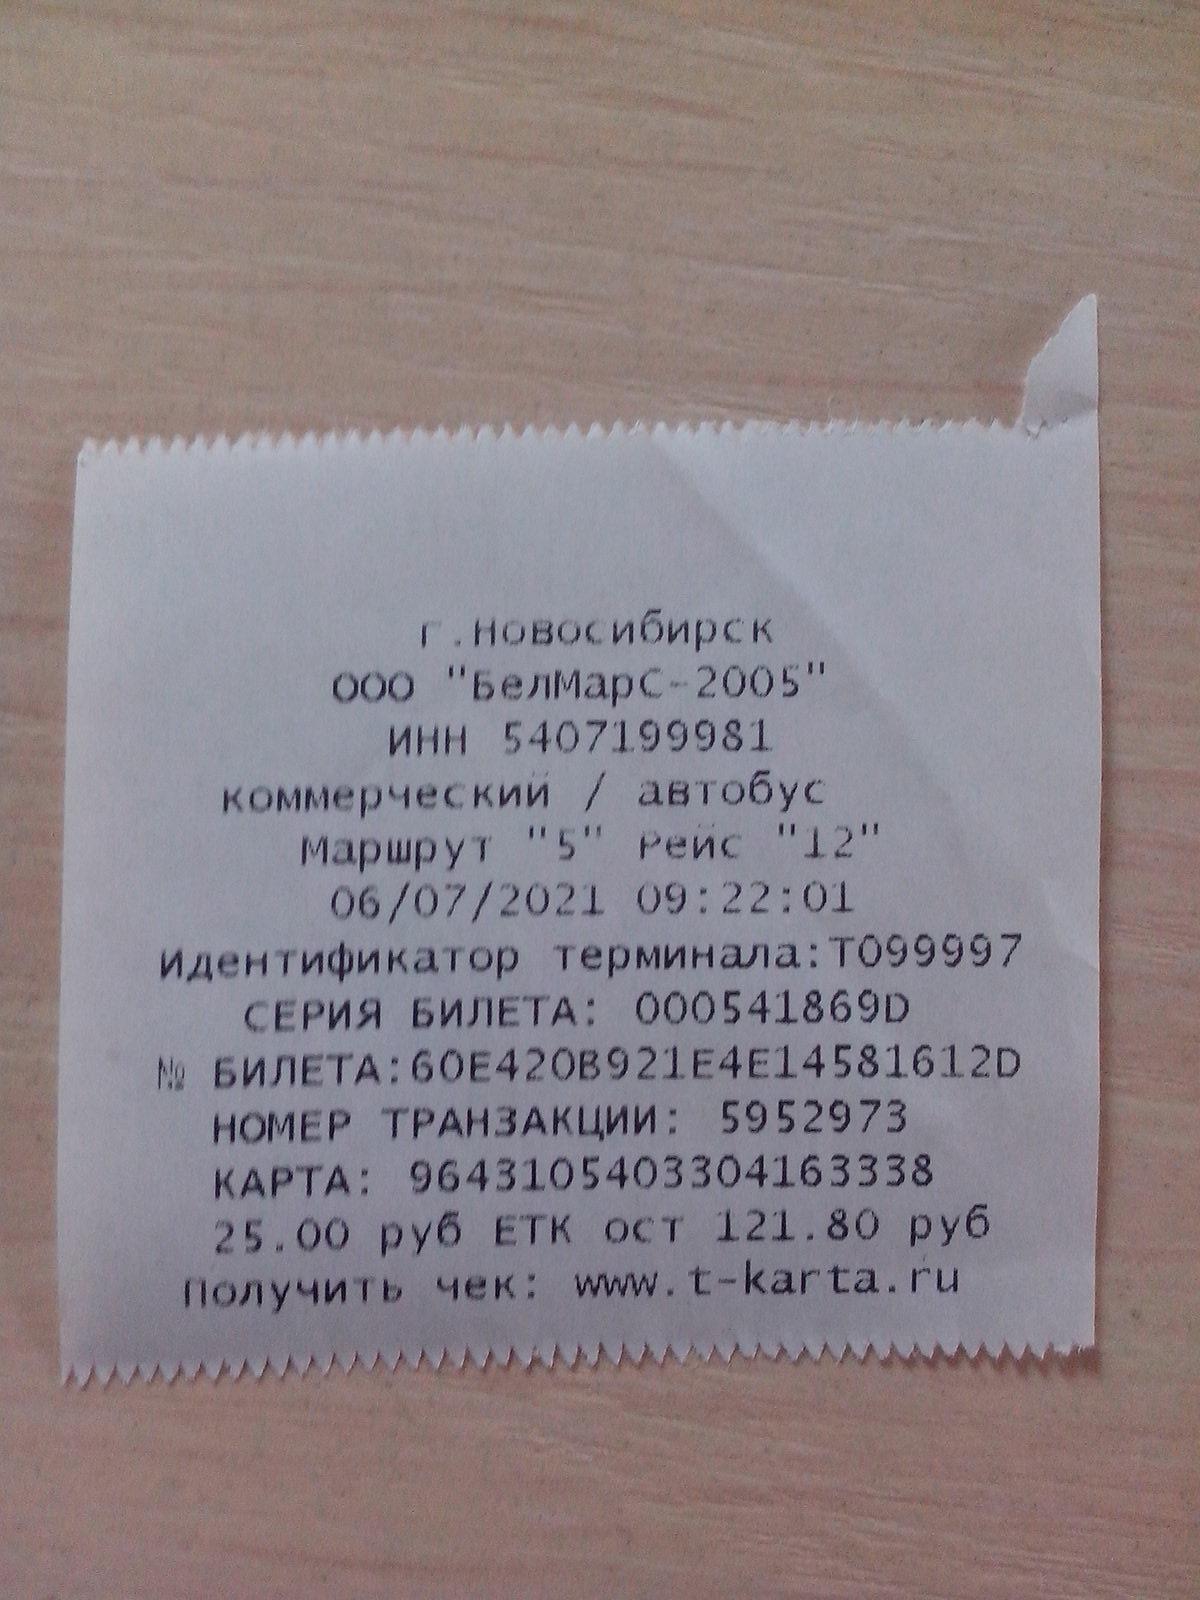 г.Новосибирск
ООО "БелМарС-2005"
ИНН 5407199981
коммерческий / автобус
Маршрут "5" Рейс "12"
06/07/2021 09:22:01
Идентификатор терминала:T099997
СЕРИЯ БИЛЕТА: 000541869D
№ БИЛЕТА:60E420B921E4E14581612D
НОМЕР ТРАНЗАКЦИИ: 5952973
КАРТА: 9643105403304163338
25.00 руб ЕТК ост 121.80 руб
Получить чек: www.t-karta.ru